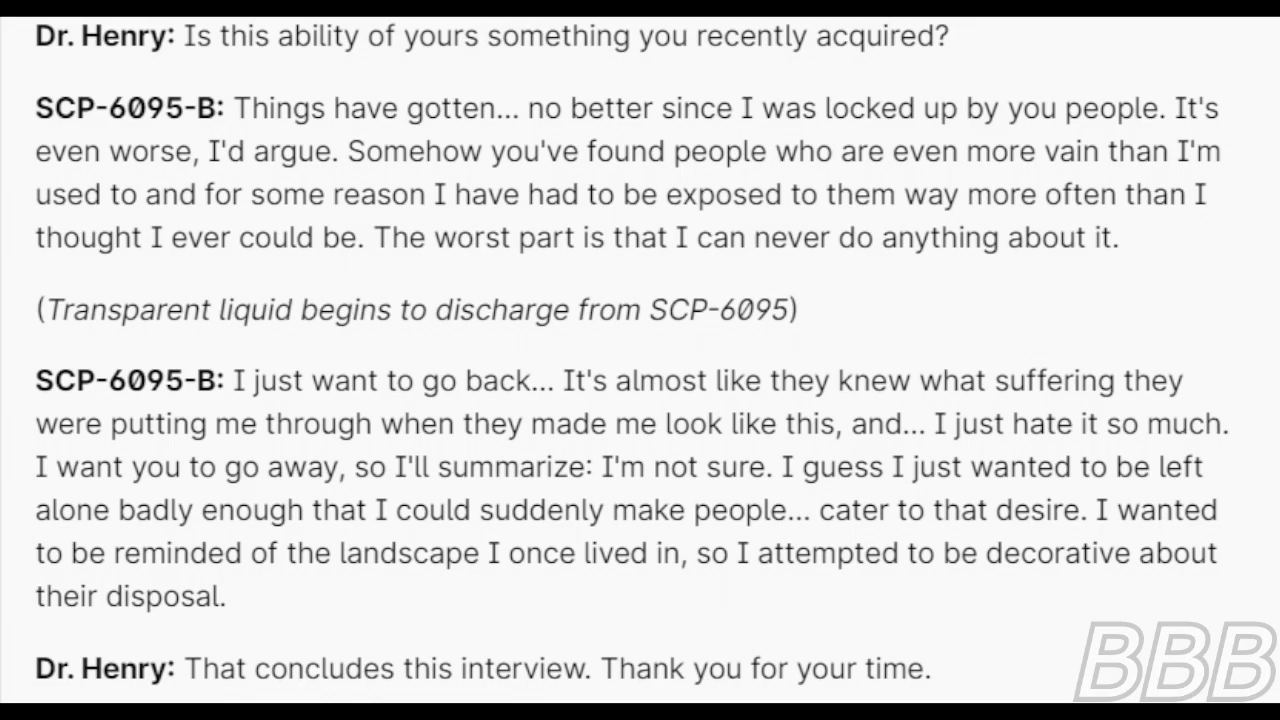 Dr. Henry: Is this ability of yours something you recently acquired?
SCP-6095-B: Things have gotten... no better since I was locked up by you people. It's
even worse, I'd argue. Somehow you've found people who are even more vain than I'm
used to and for some reason I have had to be exposed to them way more often than I
thought I ever could be. The worst part is that I can never do anything about it.
(Transparent liquid begins to discharge from SCP-6095)
SCP-6095-B: I just want to go back... It's almost like they knew what suffering they
were putting me through when they made me look like this, and... I just hate it so much.
I want you to go away, so I'll summarize: I'm not sure. I guess I just wanted to be left
alone badly enough that I could suddenly make people... cater to that desire. I wanted
to be reminded of the landscape I once lived in, so I attempted to be decorative about
their disposal.
Dr. Henry: That concludes this interview. Thank you for your time.
BBB